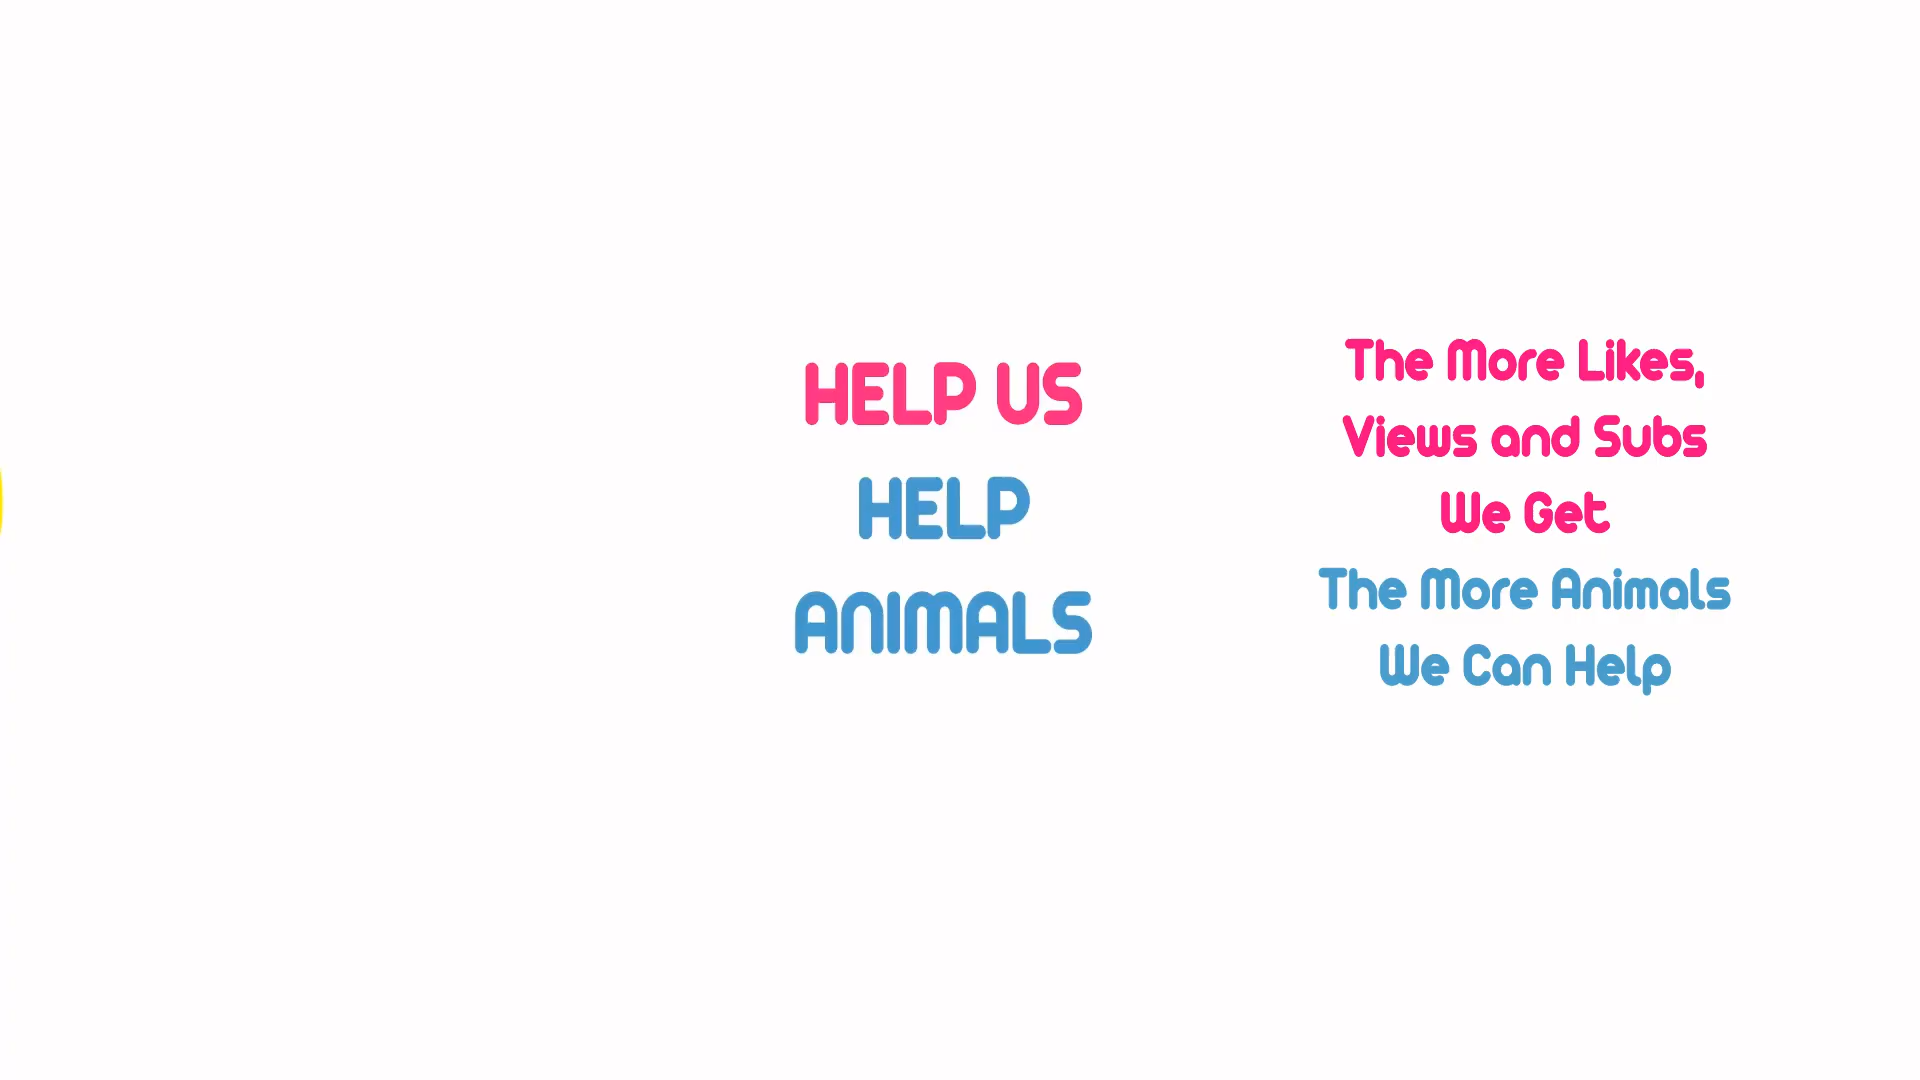 HELP US
HELP
ANIMALS
The More Likes,
Views and Subs
We Get
The More Animals
We Can Help